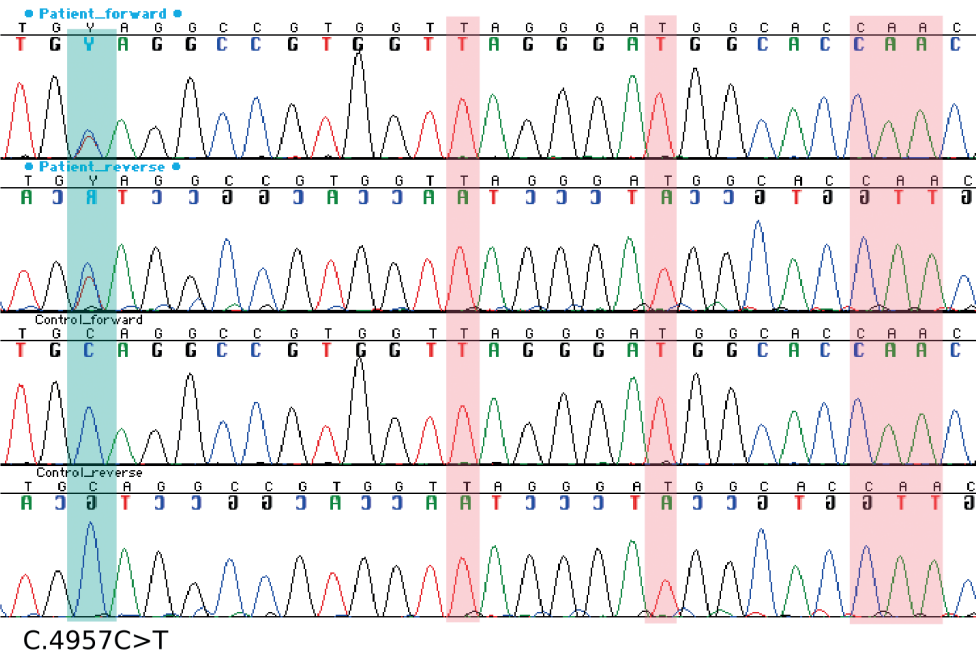 • Patient_forward •
T G Y A G G C C G T G G T T A G G G A T G G C A C C A A C
T G Y A G G C C G T G G T T A G G G A T G G C A C C A A C
• Patient_reverse •
T G Y A G G C C G T G G T T A G G G A T G G C A C C A A C
A C R T C C G G C A C C A A T C C C T A C C G T G G T T G
Control_forward
T G C A G G C C G T G G T T A G G G A T G G C A C C A A C
T G C A G G C C G T G G T T A G G G A T G G C A C C A A C
Control_reverse
T G C A G G C C G T G G T T A G G G A T G G C A C C A A C
A C G T C C G G C A C C A A T C C C T A C C G T G G T T G
C.4957C>T